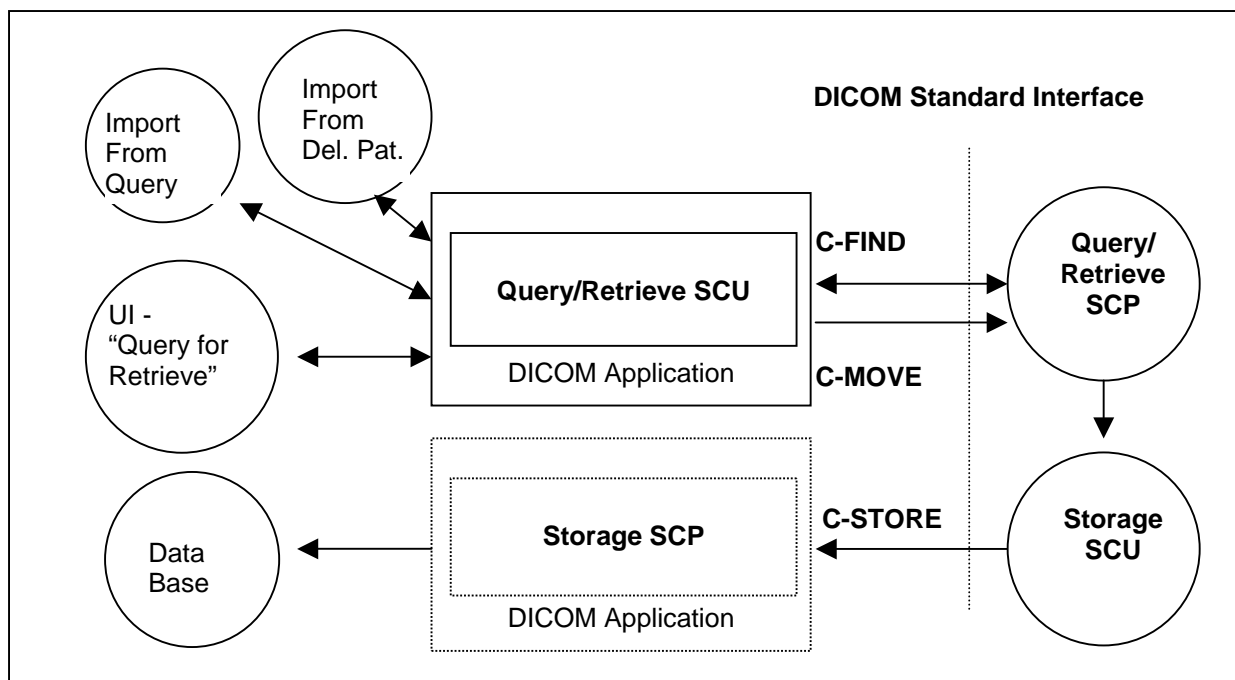 Import
From
Query
Import
From
Del. Pat.
DICOM Standard Interface
UI -
“Query for
Retrieve”
Query/Retrieve SCU
DICOM Application
C-FIND
C-MOVE
Query/
Retrieve
SCP
Data
Base
Storage SCP
DICOM Application
C-STORE
Storage
SCU